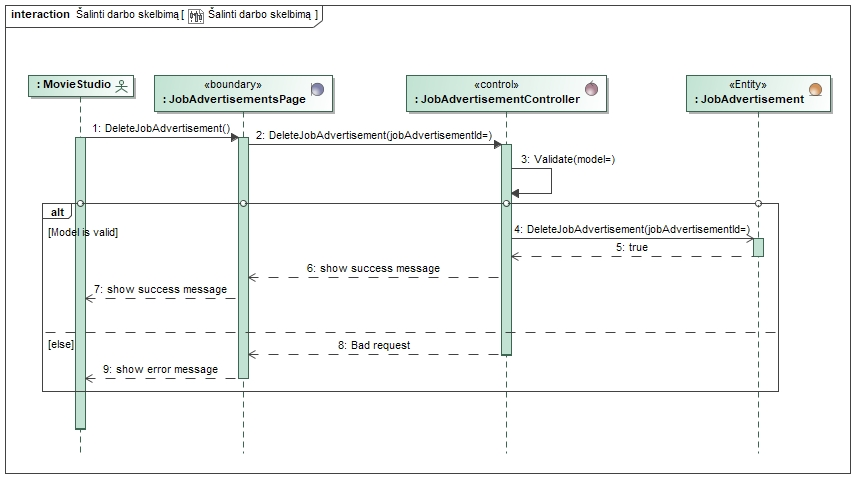 interaction Šalinti darbo skelbimą [ Šalinti darbo skelbimą ]
: MovieStudio
«boundary»
: JobAdvertisementsPage
«control»
: JobAdvertisementController
«Entity»
: JobAdvertisement
1: DeleteJobAdvertisement()
2: DeleteJobAdvertisement(jobAdvertisementId=)
3: Validate(model=)
alt
[Model is valid]
4: DeleteJobAdvertisement(jobAdvertisementId=)
5: true
6: show success message
7: show success message
[else]
8: Bad request
9: show error message